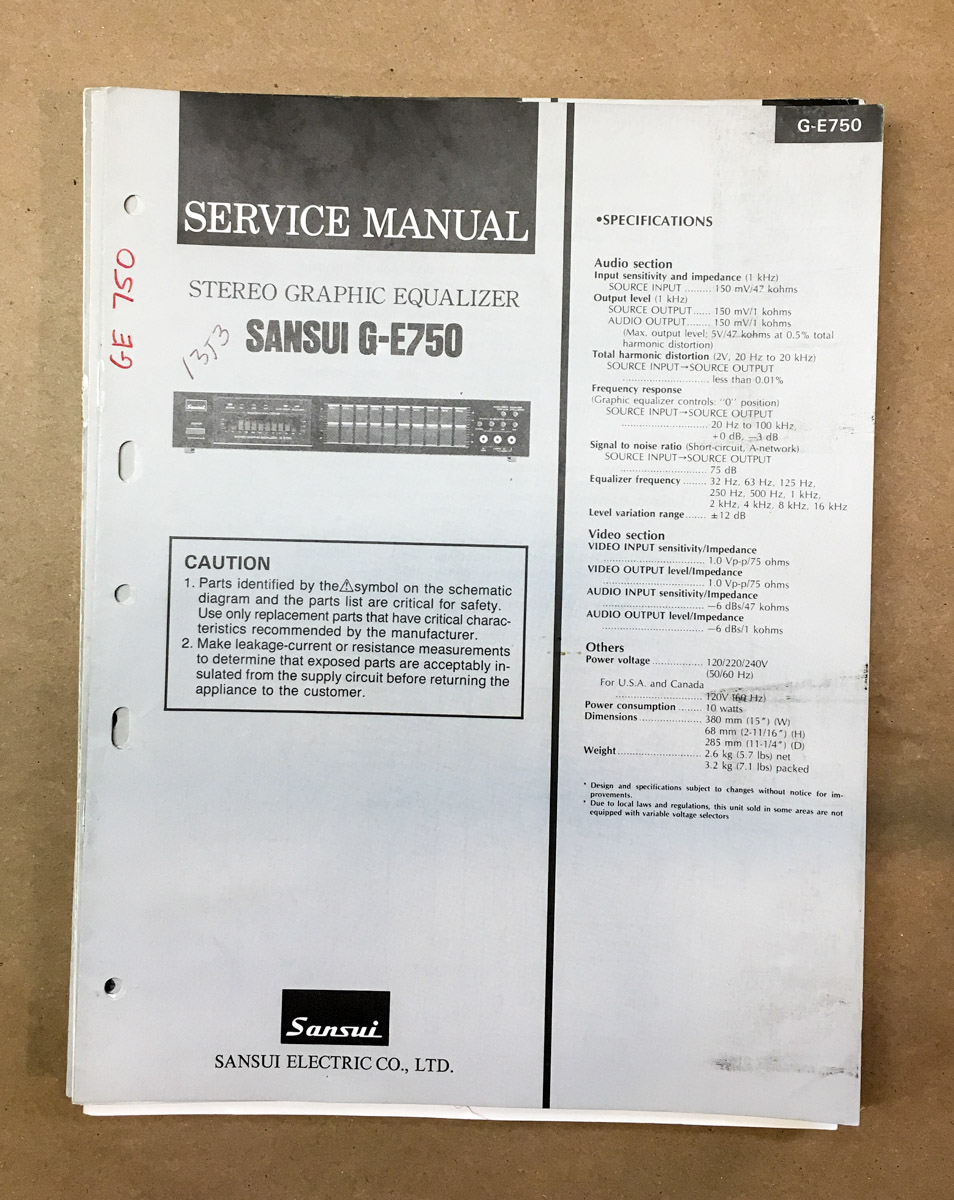 G-E750
SERVICE MANUAL
STEREO GRAPHIC EQUALIZER
SANSUI G-E750
GE 750
1353
Sansui
CAUTION
1. Parts identified by the ⚠ symbol on the schematic
diagram and the parts list are critical for safety.
Use only replacement parts that have critical charac-
teristics recommended by the manufacturer.
2. Make leakage-current or resistance measurements
to determine that exposed parts are acceptably in-
sulated from the supply circuit before returning the
appliance to the customer.
Sansui
SANSUI ELECTRIC CO., LTD.
•SPECIFICATIONS
Audio section
Input sensitivity and impedance (1 kHz)
SOURCE INPUT ......... 150 mV/47 kohms
Output level (1 kHz)
SOURCE OUTPUT...... 150 mV/1 kohms
AUDIO OUTPUT........ 150 mV/1 kohms
(Max. output level; 5V/47 kohms at 0.5% total
harmonic distortion)
Total harmonic distortion (2V, 20 Hz to 20 kHz)
SOURCE INPUT→SOURCE OUTPUT
.............................. less than 0.01%
Frequency response
(Graphic equalizer controls: "0" position)
SOURCE INPUT→SOURCE OUTPUT
.............................. 20 Hz to 100 kHz,
+0 dB, −3 dB
Signal to noise ratio (Short-circuit, A-network)
SOURCE INPUT→SOURCE OUTPUT
.............................. 75 dB
Equalizer frequency ........ 32 Hz, 63 Hz, 125 Hz,
250 Hz, 500 Hz, 1 kHz,
2 kHz, 4 kHz, 8 kHz, 16 kHz
Level variation range....... ±12 dB
Video section
VIDEO INPUT sensitivity/Impedance
.................................... 1.0 Vp-p/75 ohms
VIDEO OUTPUT level/Impedance
.................................... 1.0 Vp-p/75 ohms
AUDIO INPUT sensitivity/Impedance
.................................... −6 dBs/47 kohms
AUDIO OUTPUT level/Impedance
.................................... −6 dBs/1 kohms
Others
Power voltage ................. 120/220/240V
(50/60 Hz)
For U.S.A. and Canada
.............................. 120V (60 Hz)
Power consumption ........ 10 watts
Dimensions ..................... 380 mm (15") (W)
68 mm (2-11/16") (H)
285 mm (11-1/4") (D)
Weight............................ 2.6 kg (5.7 lbs) net
3.2 kg (7.1 lbs) packed
* Design and specifications subject to changes without notice for im-
provements.
* Due to local laws and regulations, this unit sold in some areas are not
equipped with variable voltage selectors